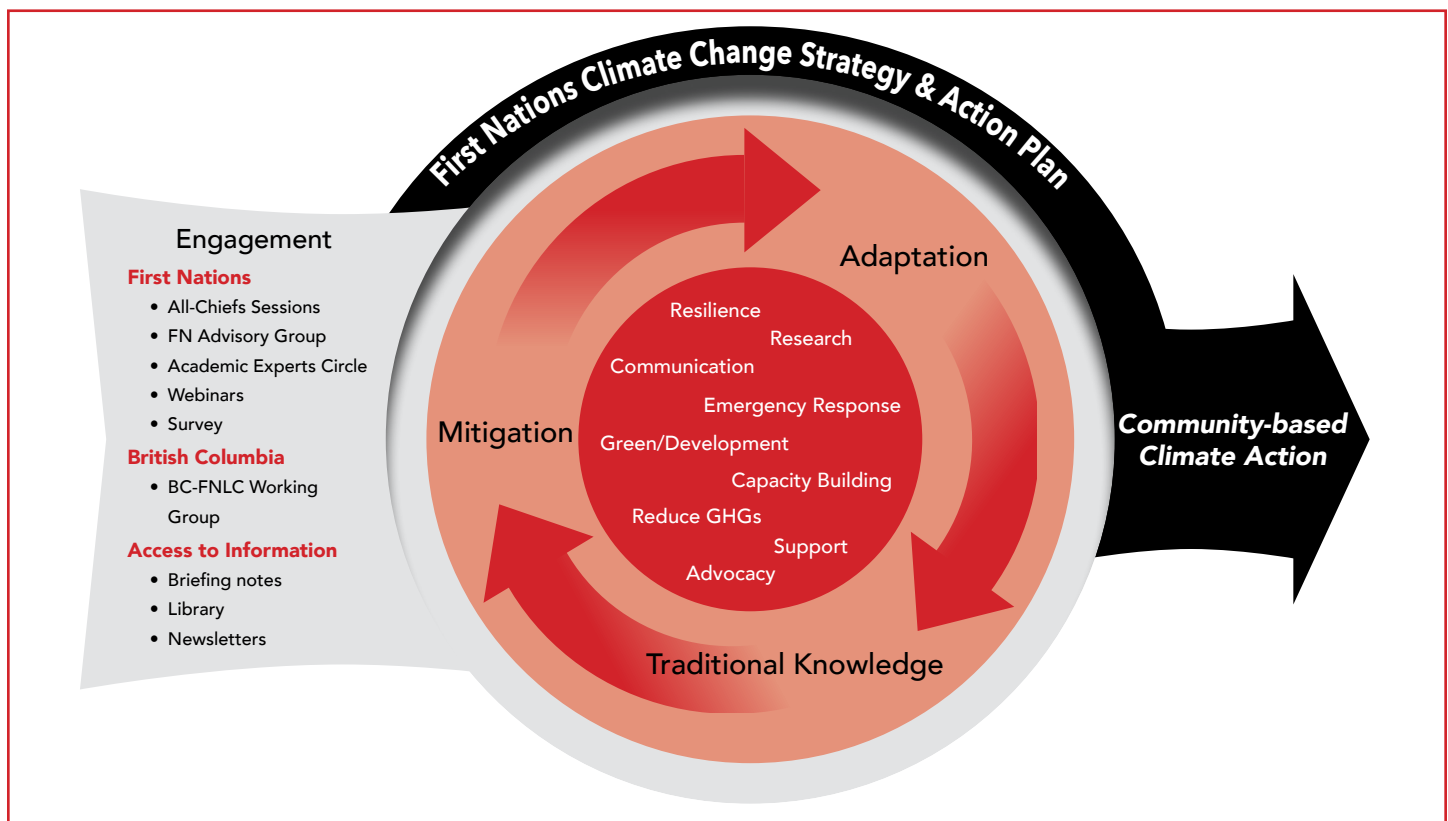 First Nations Climate Change Strategy & Action Plan
Engagement
First Nations
• All-Chiefs Sessions
• FN Advisory Group
• Academic Experts Circle
• Webinars
• Survey
British Columbia
• BC-FNLC Working
Group
Access to Information
• Briefing notes
• Library
• Newsletters
Mitigation
Adaptation
Traditional Knowledge
Resilience
Research
Communication
Emergency Response
Green/Development
Capacity Building
Reduce GHGs
Support
Advocacy
Community-based
Climate Action